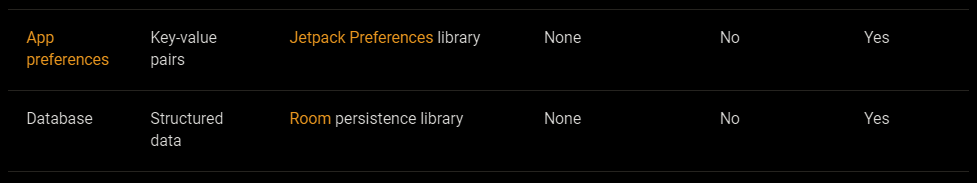 App Key-value Jetpack Preferences library None No Yes
preferences pairs
Database Structured Room persistence library None No Yes
data